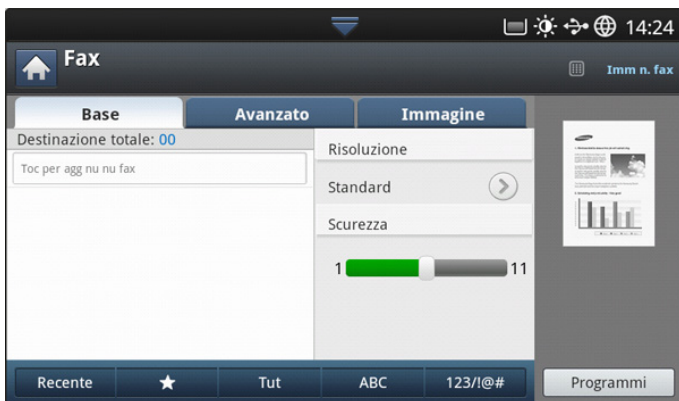 14:24
Fax
Imm n. fax
Base Avanzato Immagine
Destinazione totale: 00
Toc per agg nu nu fax
Risoluzione
Standard
Scurezza
1 11
Recente ★ Tut ABC 123/!@# Programmi